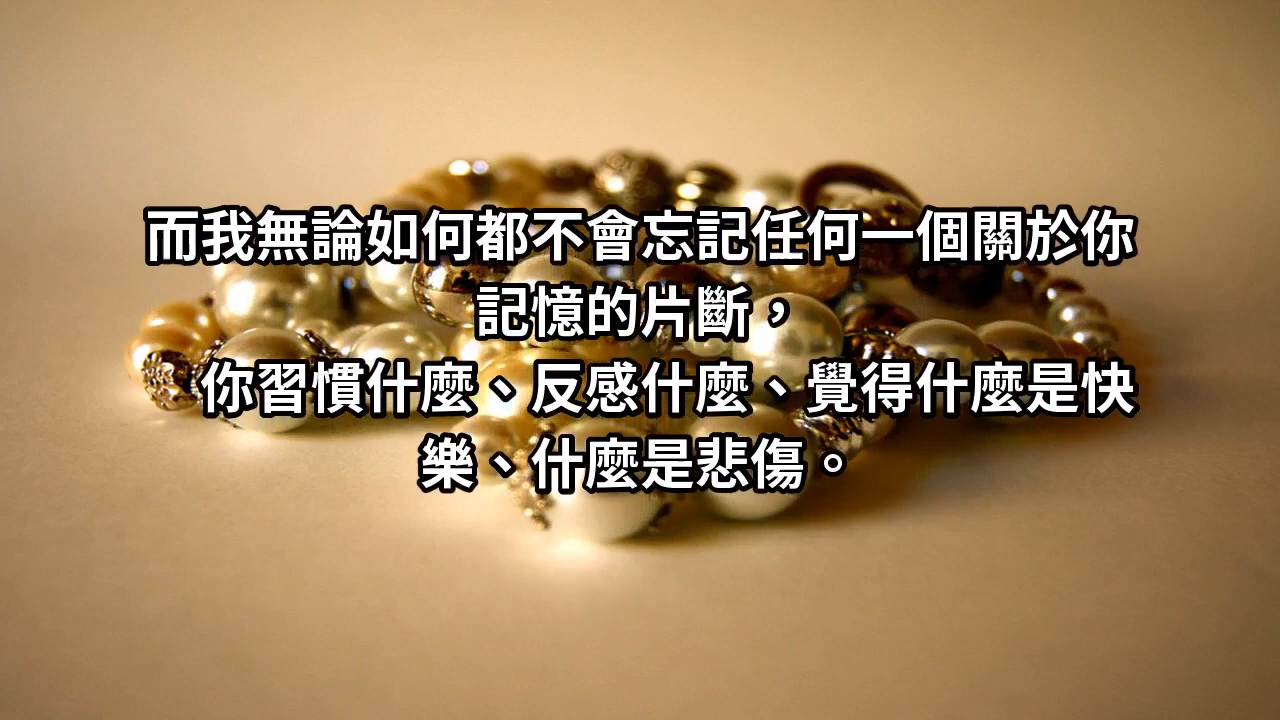 而我無論如何都不會忘記任何一個關於你
記憶的片斷，
你習慣什麼、反感什麼、覺得什麼是快
樂、什麼是悲傷。